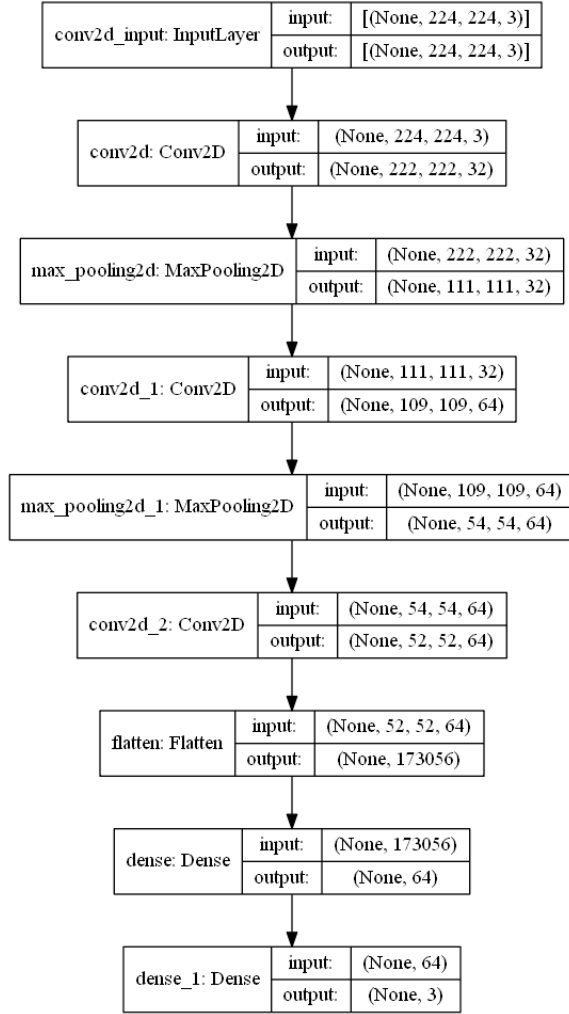 conv2d_input: InputLayer
input: [(None, 224, 224, 3)]
output: [(None, 224, 224, 3)]
conv2d: Conv2D
input: (None, 224, 224, 3)
output: (None, 222, 222, 32)
max_pooling2d: MaxPooling2D
input: (None, 222, 222, 32)
output: (None, 111, 111, 32)
conv2d_1: Conv2D
input: (None, 111, 111, 32)
output: (None, 109, 109, 64)
max_pooling2d_1: MaxPooling2D
input: (None, 109, 109, 64)
output: (None, 54, 54, 64)
conv2d_2: Conv2D
input: (None, 54, 54, 64)
output: (None, 52, 52, 64)
flatten: Flatten
input: (None, 52, 52, 64)
output: (None, 173056)
dense: Dense
input: (None, 173056)
output: (None, 64)
dense_1: Dense
input: (None, 64)
output: (None, 3)